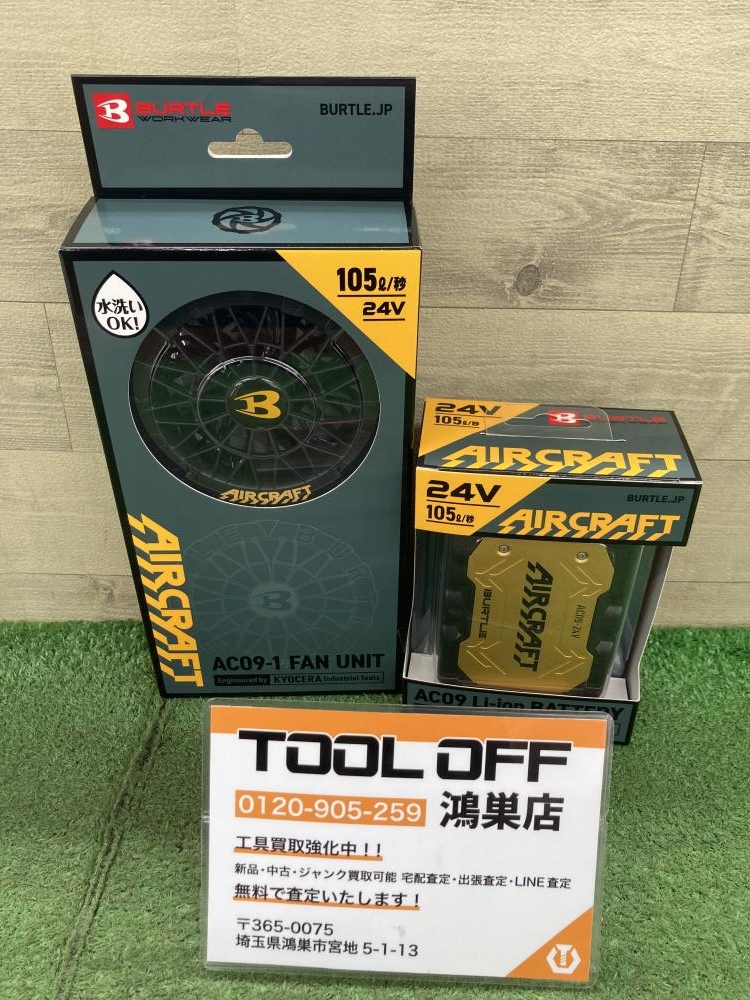 BURTLE
WORKWEAR
BURTLE.JP
水洗い
OK!
105ℓ/秒
24V
B
AIRCRAFT
AIRCRAFT
AC09-1 FAN UNIT
Engineered by KYOCERA Industrial Tools
24V
105ℓ/秒
BURTLE
AIRCRAFT
24V
105ℓ/秒
BURTLE.JP
AIRCRAFT
BURTLE
AIRCRAFT
AC09-24V
AC09 Li-ion BATTERY
TOOL OFF
0120-905-259 鴻巣店
工具買取強化中!!
新品・中古・ジャンク買取可能 宅配査定・出張査定・LINE査定
無料で査定いたします!
〒365-0075
埼玉県鴻巣市宮地 5-1-13